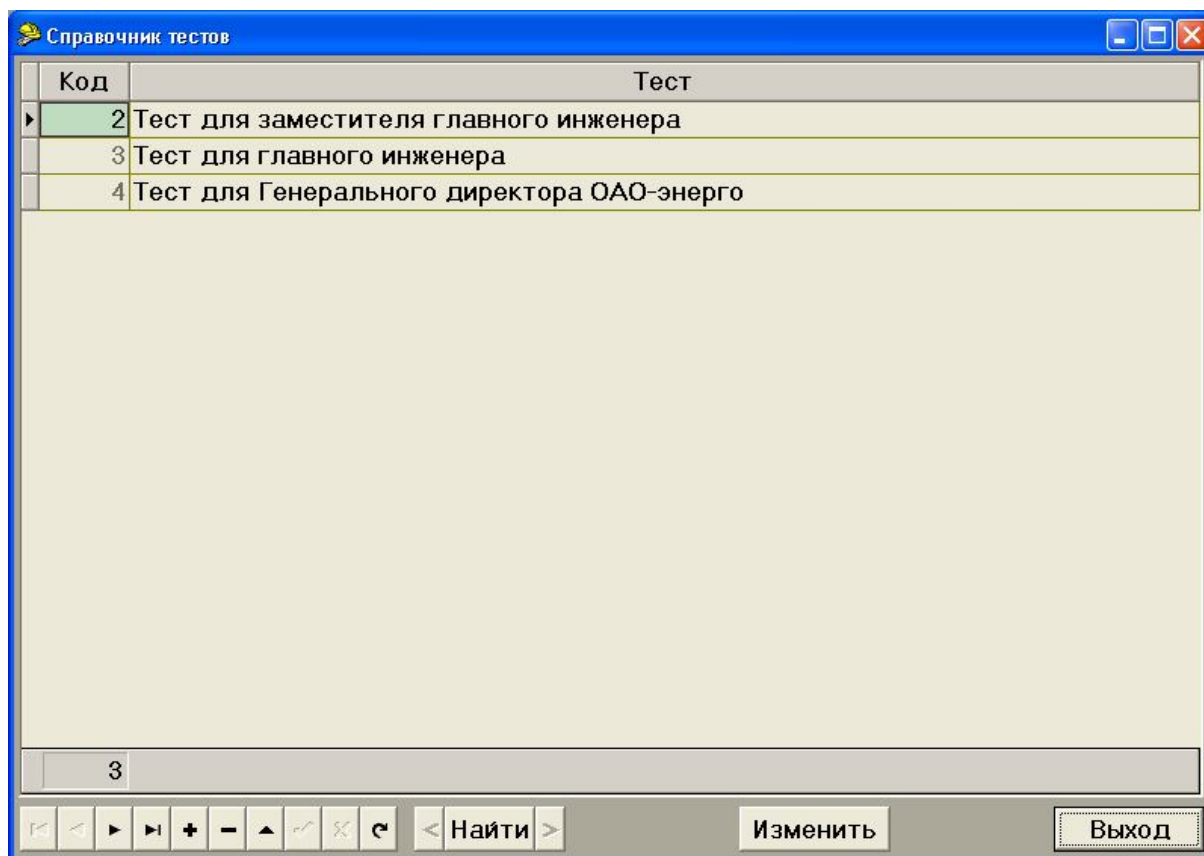 Справочник тестов
Код Тест
2 Тест для заместителя главного инженера
3 Тест для главного инженера
4 Тест для Генерального директора ОАО-энерго
3
< Найти > Изменить Выход